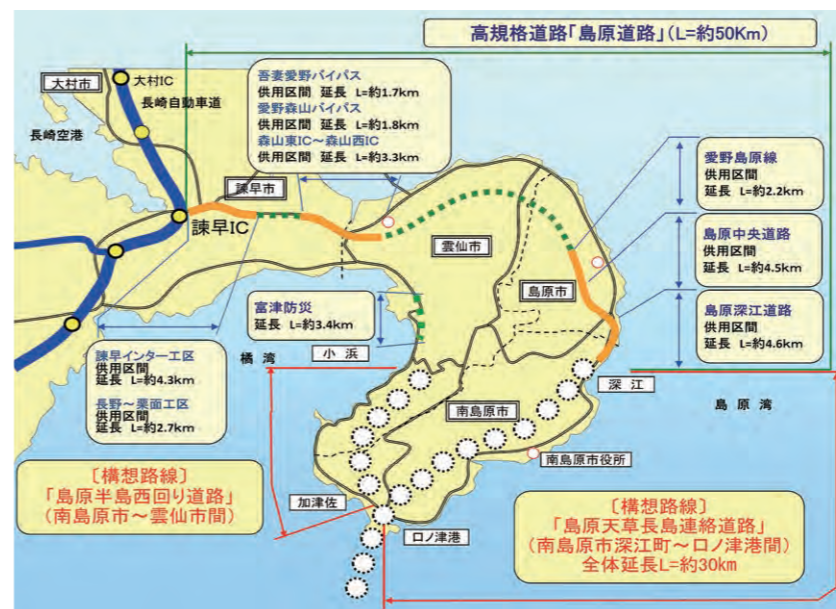 高規格道路「島原道路」(L=約50Km)
大村市
大村IC
長崎自動車道
長崎空港
吾妻愛野バイパス
供用区間 延長 L=約1.7km
愛野森山バイパス
供用区間 延長 L=約1.8km
森山東IC～森山西IC
供用区間 延長 L=約3.3km
諫早市
諫早IC
雲仙市
島原市
愛野島原線
供用区間
延長 L=約2.2km
島原中央道路
供用区間
延長 L=約4.5km
島原深江道路
供用区間
延長 L=約4.6km
富津防災
延長 L=約3.4km
小浜
橘湾
諫早インター工区
供用区間
延長 L=約4.3km
長野～栗面工区
供用区間
延長 L=約2.7km
深江
島原湾
南島原市
南島原市役所
加津佐
口ノ津港
〔構想路線〕
「島原半島西回り道路」
(南島原市～雲仙市間)
〔構想路線〕
「島原天草長島連絡道路」
(南島原市深江町～口ノ津港間)
全体延長L=約30km